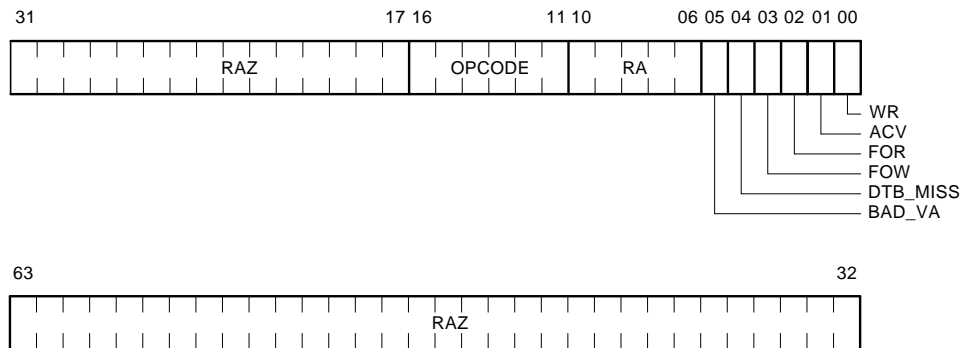 31 17 16 11 10 06 05 04 03 02 01 00
RAZ OPCODE RA
WR
ACV
FOR
FOW
DTB_MISS
BAD_VA
63 32
RAZ